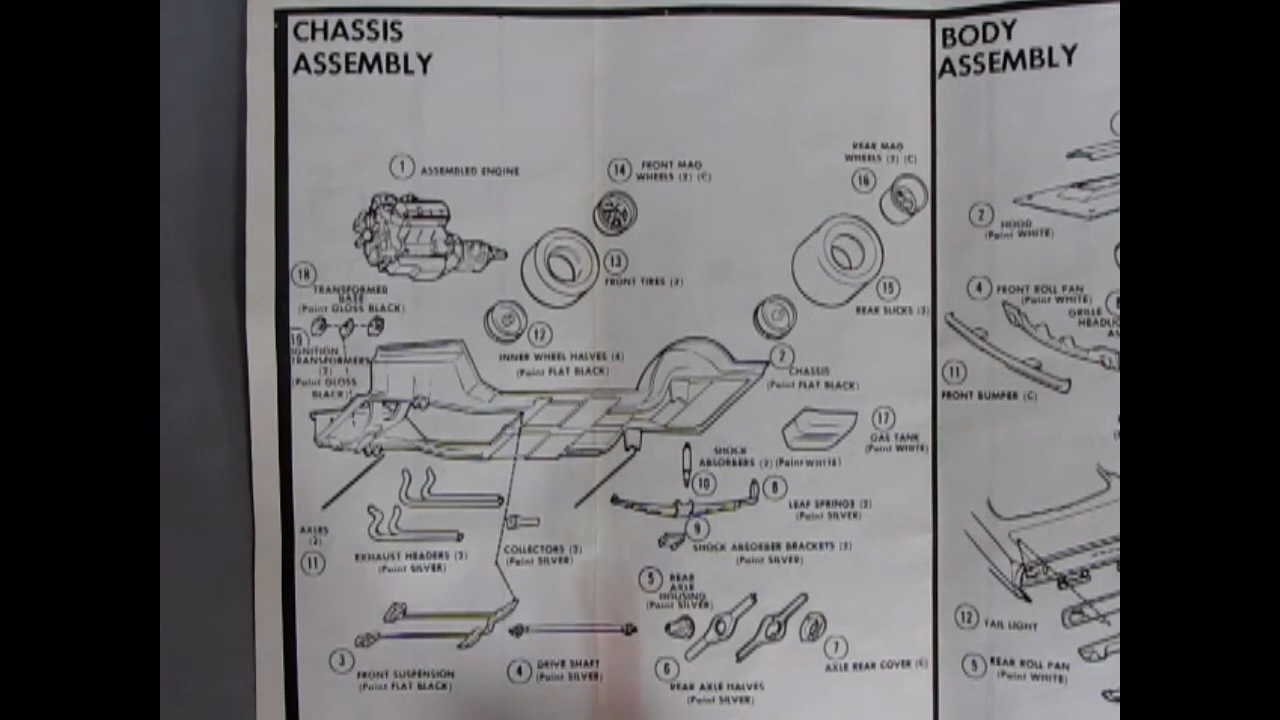 CHASSIS
ASSEMBLY
1 ASSEMBLED ENGINE
14 FRONT MAG
WHEELS (2) (C)
REAR MAG
WHEELS (2) (C)
16
18
TRANSFORMER
BASE
(Paint GLOSS BLACK)
13
FRONT TIRES (2)
15
REAR SLICKS (2)
19
IGNITION
TRANSFORMERS
(2)
(Paint GLOSS
BLACK)
12
INNER WHEEL HALVES (4)
(Paint FLAT BLACK)
2
CHASSIS
(Paint FLAT BLACK)
17
GAS TANK
(Paint WHITE)
SHOCK
ABSORBERS (2) (Paint WHITE)
10
8
LEAF SPRINGS (2)
(Paint SILVER)
9
SHOCK ABSORBER BRACKETS (2)
(Paint SILVER)
AXLES
(2)
11
EXHAUST HEADERS (2)
(Paint SILVER)
COLLECTORS (2)
(Paint SILVER)
5 REAR
AXLE
HOUSING
(Paint SILVER)
3
FRONT SUSPENSION
(Paint FLAT BLACK)
4 DRIVE SHAFT
(Paint SILVER)
6
REAR AXLE HALVES
(Paint SILVER)
7
AXLE REAR COVER (C)
BODY
ASSEMBLY
2
HOOD
(Paint WHITE)
4 FRONT ROLL PAN
(Paint WHITE)
GRILLE
11
FRONT BUMPER (C)
12 TAIL LIGHT
5 REAR ROLL PAN
(Paint WHITE)